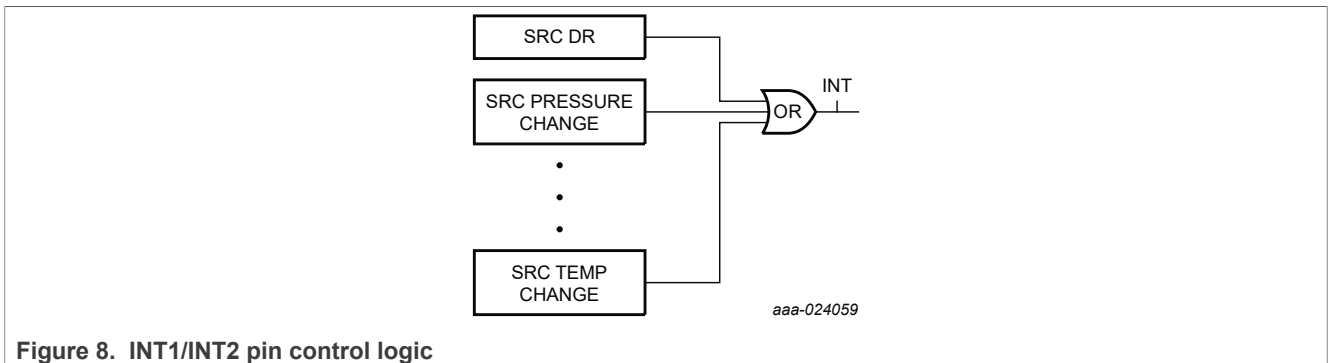 SRC DR
SRC PRESSURE
CHANGE
SRC TEMP
CHANGE
OR
INT
aaa-024059
Figure 8. INT1/INT2 pin control logic